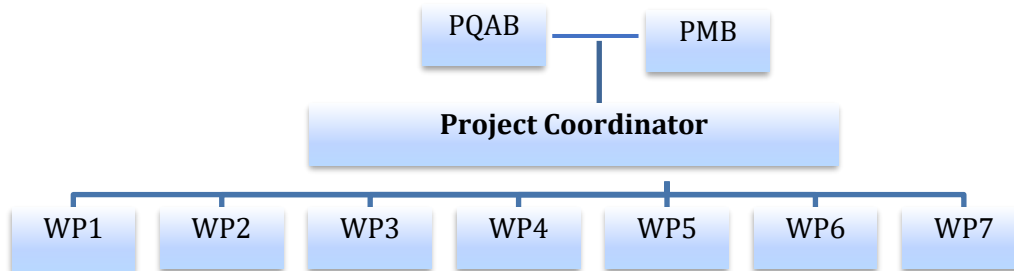 PQAB
PMB
Project Coordinator
WP1
WP2
WP3
WP4
WP5
WP6
WP7